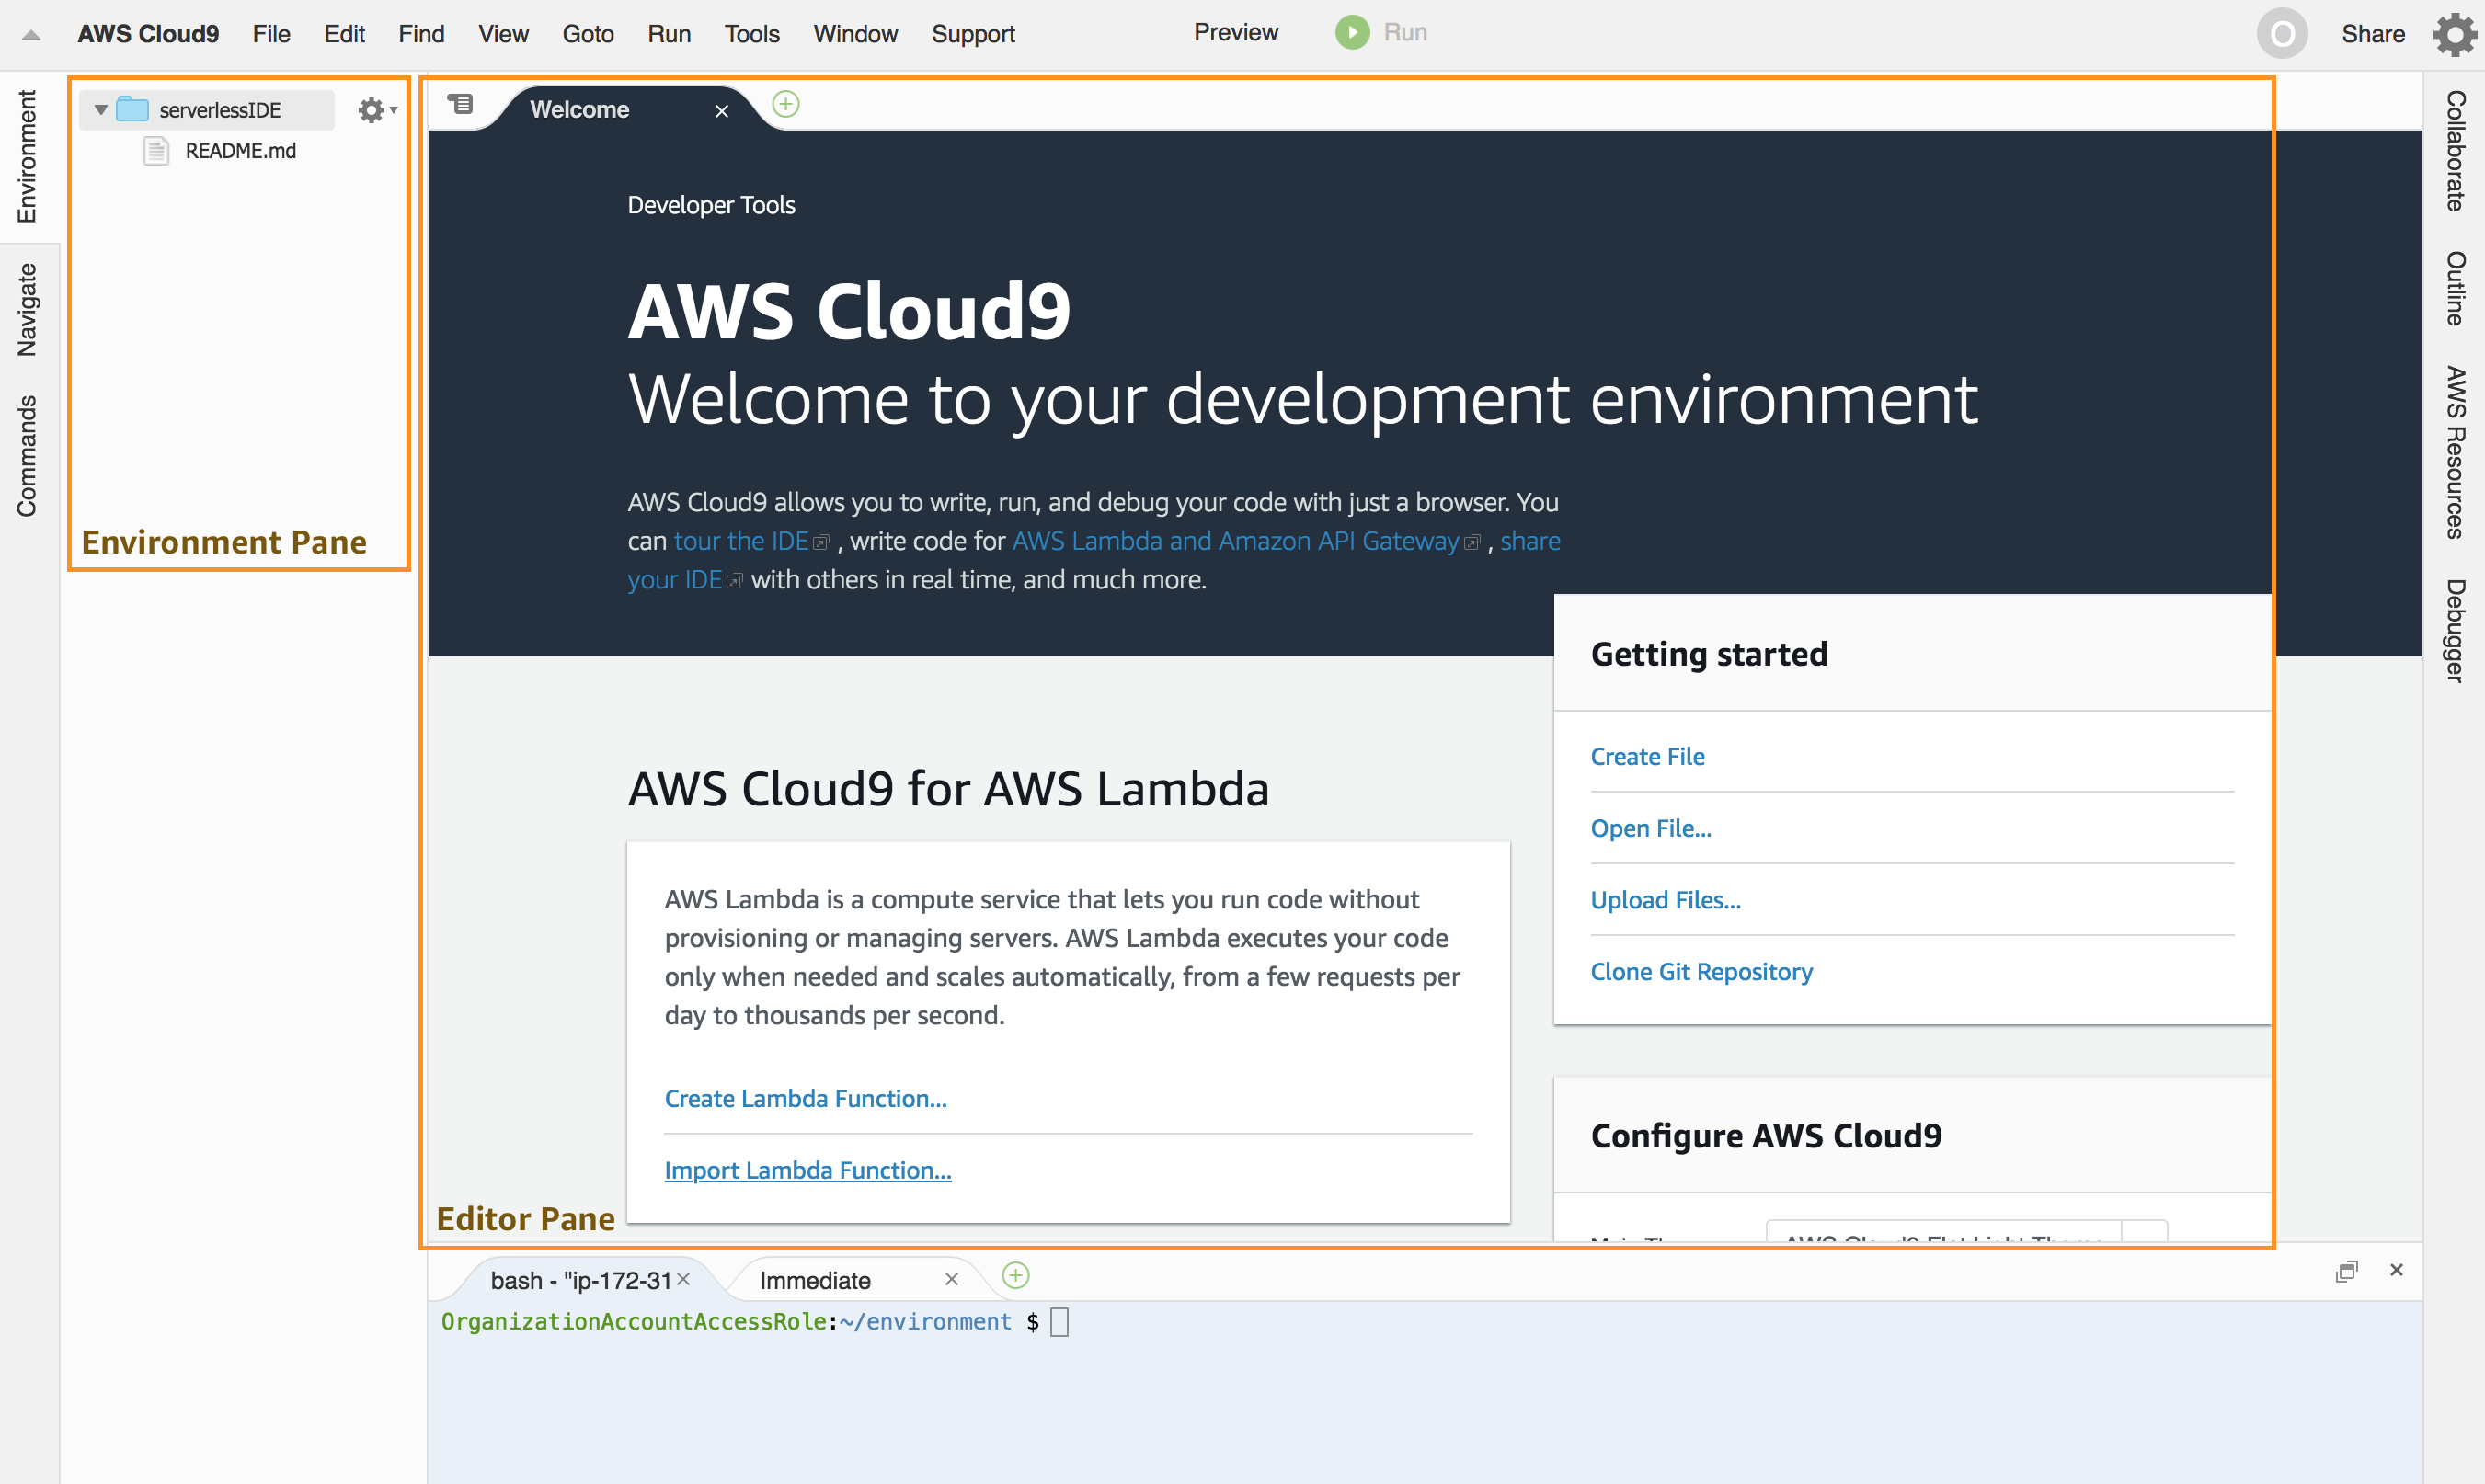 AWS Cloud9 File Edit Find View Goto Run Tools Window Support Preview Run O Share
Environment
Navigate
Commands
serverlessIDE
README.md
Environment Pane
Welcome
Developer Tools
AWS Cloud9
Welcome to your development environment
AWS Cloud9 allows you to write, run, and debug your code with just a browser. You
can tour the IDE , write code for AWS Lambda and Amazon API Gateway , share
your IDE with others in real time, and much more.
AWS Cloud9 for AWS Lambda
AWS Lambda is a compute service that lets you run code without
provisioning or managing servers. AWS Lambda executes your code
only when needed and scales automatically, from a few requests per
day to thousands per second.
Create Lambda Function...
Import Lambda Function...
Editor Pane
Getting started
Create File
Open File...
Upload Files...
Clone Git Repository
Configure AWS Cloud9
bash - "ip-172-31
Immediate
OrganizationAccountAccessRole:~/environment $
Collaborate
Outline
AWS Resources
Debugger